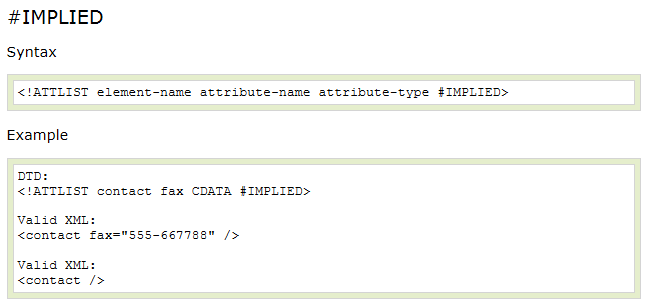 #IMPLIED
Syntax
<!ATTLIST element-name attribute-name attribute-type #IMPLIED>
Example
DTD:
<!ATTLIST contact fax CDATA #IMPLIED>
Valid XML:
<contact fax="555-667788" />
Valid XML:
<contact />